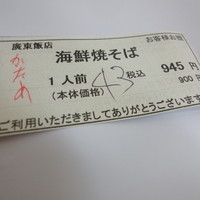 廣東飯店
お客様お控
かため
海鮮焼そば
1人前 43 税込 945 円
(本体価格) 900
ご利用いただきましてありがとうございます